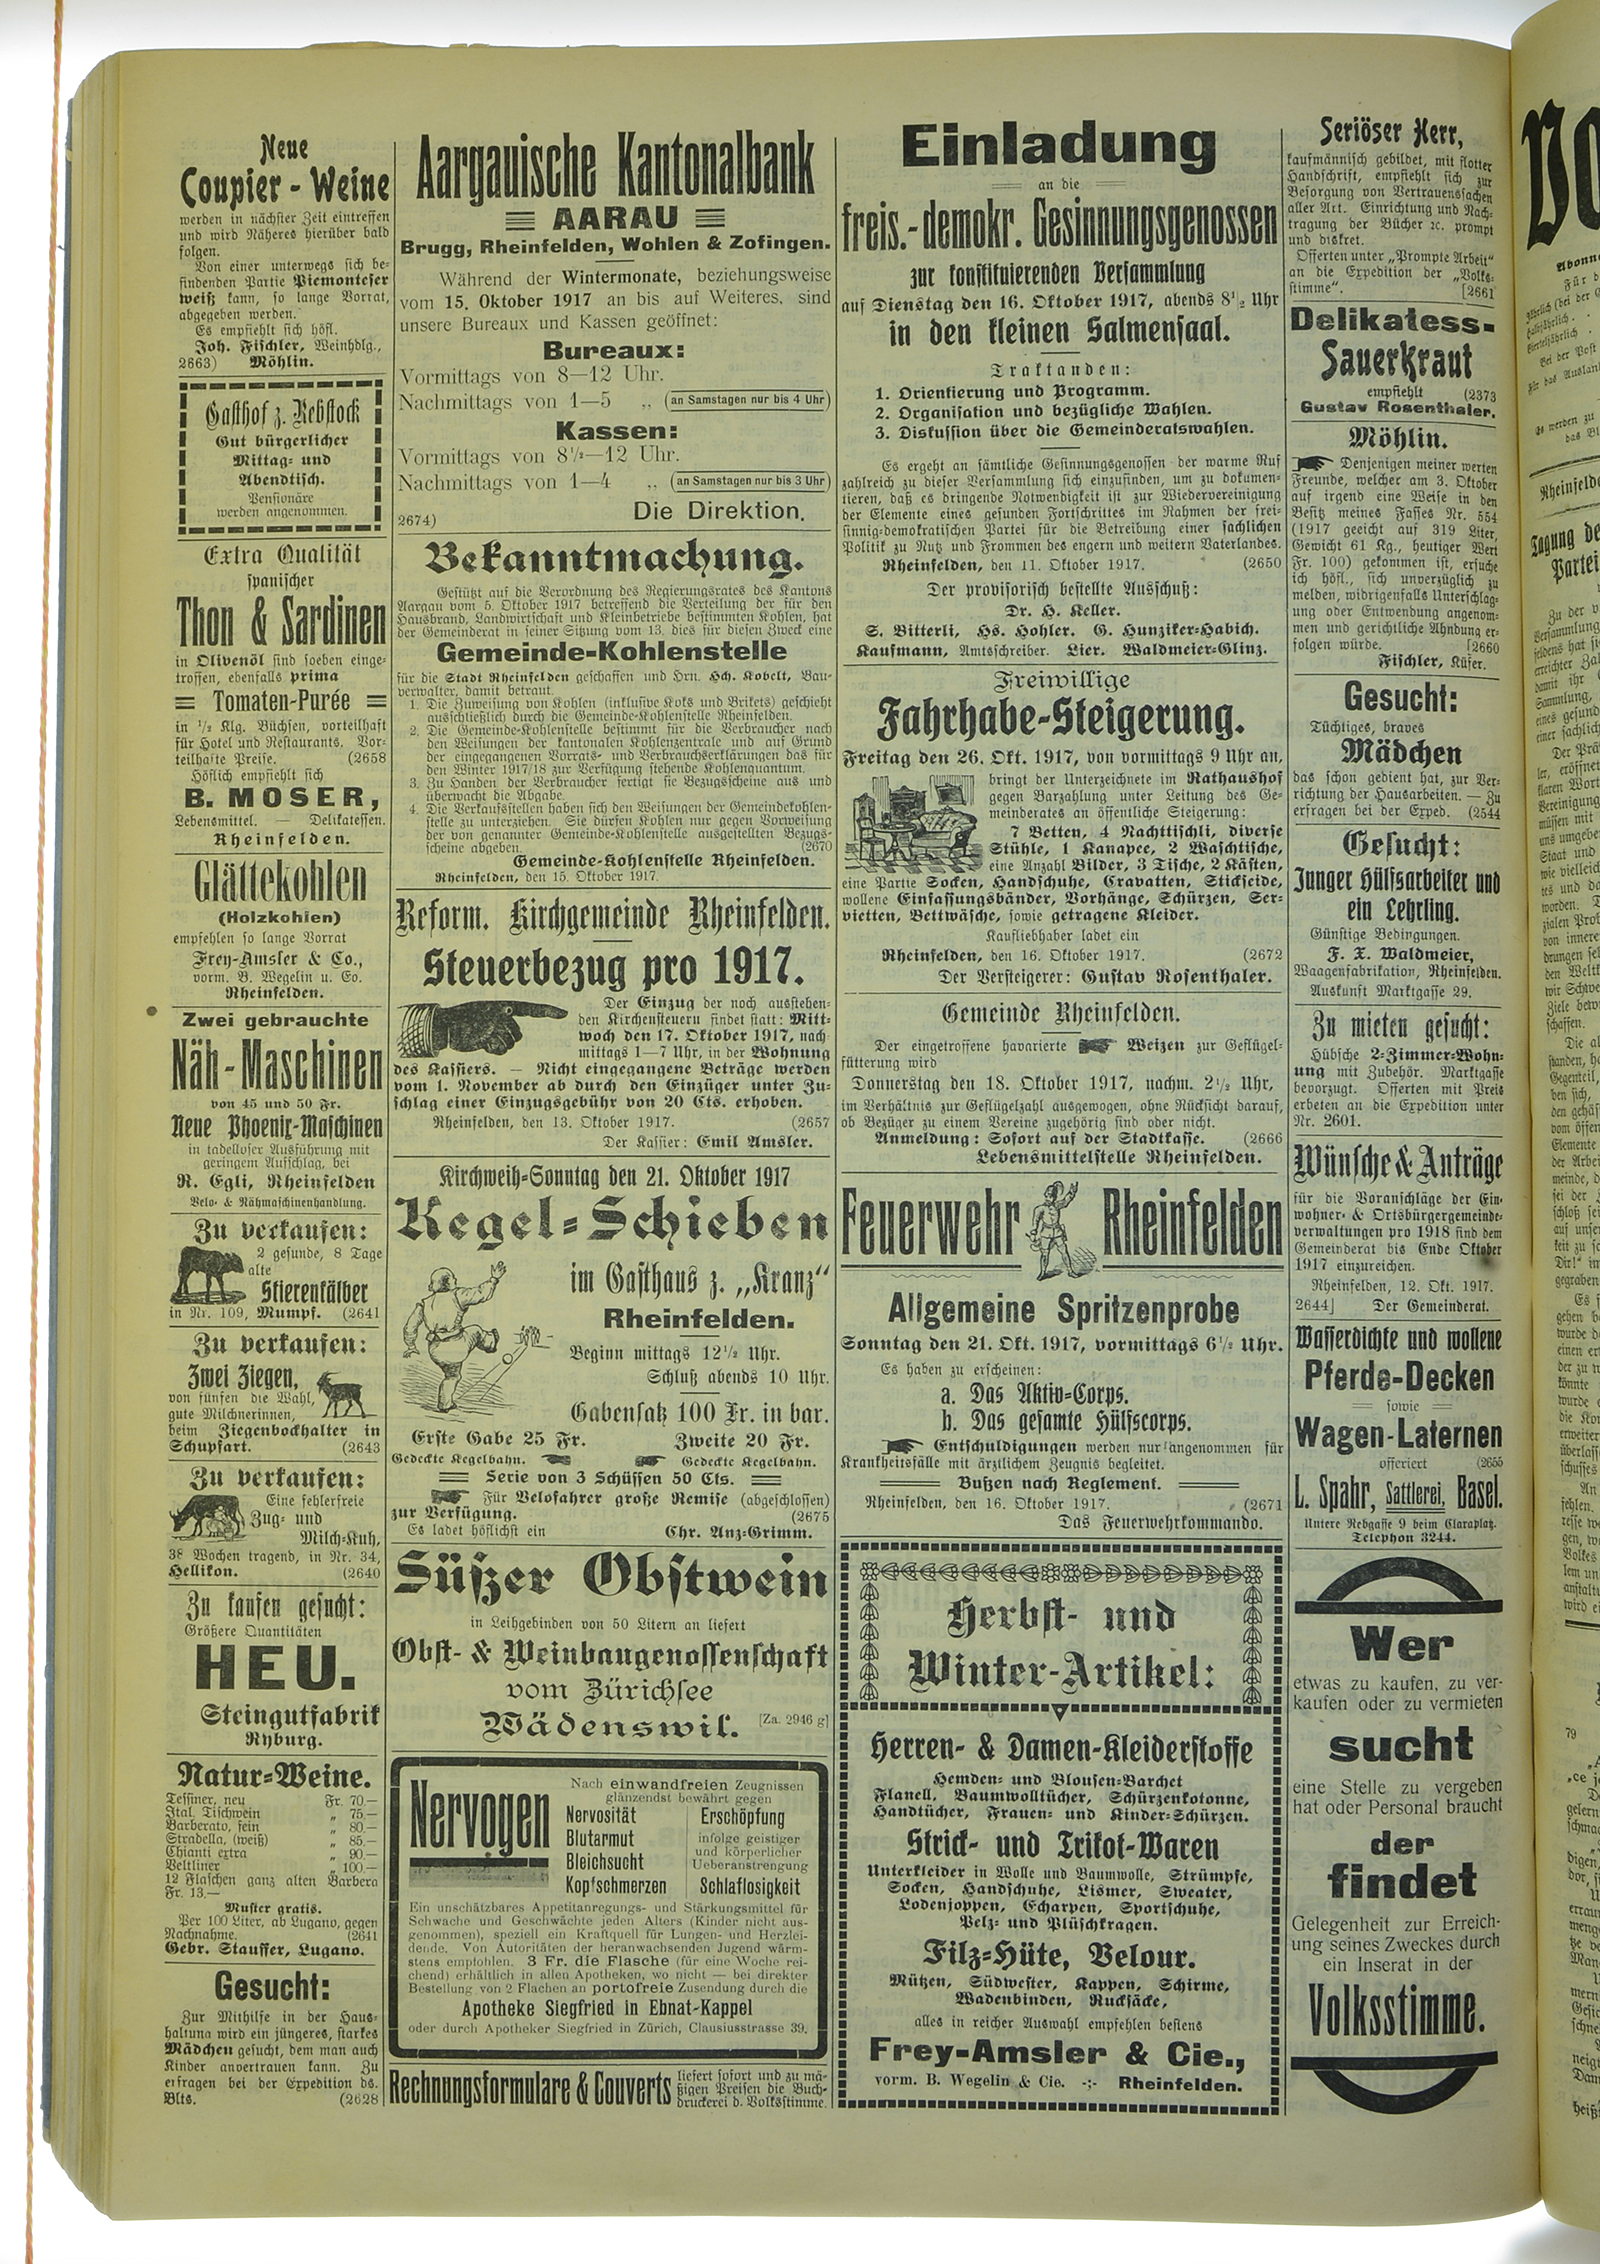 Neue
Coupier-Weine
werden in nächster Zeit eintreffen
und wird Näheres hierüber bald
folgen.
Von einer unterwegs sich be-
findenden Partie Piemonteser
weiß kann, so lange Vorrat,
abgegeben werden.
Es empfiehlt sich höfl.
Joh. Fischler, Weinhdlg.,
2663) Möhlin.
Gasthof z. Rebstock
Gut bürgerlicher
Mittag- und
Abendtisch.
Pensionäre
werden angenommen.
Extra Qualität
spanischer
Thon & Sardinen
in Olivenöl sind soeben einge-
troffen, ebenfalls prima
Tomaten-Purée
in ½ Klg. Büchsen, vorteilhaft
für Hotel und Restaurants. Vor-
teilhafte Preise. (2658
Höflich empfiehlt sich
B. MOSER,
Lebensmittel. — Delikatessen.
Rheinfelden.
Glättekohlen
(Holzkohlen)
empfehlen so lange Vorrat
Frey-Amsler & Co.,
vorm. B. Wegelin u. Co.
Rheinfelden.
Zwei gebrauchte
Näh-Maschinen
von 45 und 50 Fr.
Neue Phoenix-Maschinen
in tadelloser Ausführung mit
geringem Aufschlag, bei
R. Egli, Rheinfelden
Velo- & Nähmaschinenhandlung.
Zu verkaufen:
2 gesunde, 8 Tage
alte
Stierenkälber
in Nr. 109, Mumpf. (2641
Zu verkaufen:
Zwei Ziegen,
von fünfen die Wahl,
gute Milchnerinnen,
beim Ziegenbockhalter in
Schupfart. (2643
Zu verkaufen:
Eine fehlerfreie
Zug- und
Milch-Kuh,
38 Wochen tragend, in Nr. 34,
Hellikon. (2640
Zu kaufen gesucht:
Größere Quantitäten
HEU.
Steingutfabrik
Ryburg.
Natur-Weine.
Tessiner, neu Fr. 70.—
Ital. Tischwein „ 75.—
Barberato, fein „ 80.—
Stradella, (weiß) „ 85.—
Chianti extra „ 90.—
Veltliner „ 100.—
12 Flaschen ganz alten Barbera
Fr. 13.—
Muster gratis.
Per 100 Liter, ab Lugano, gegen
Nachnahme. (2641
Gebr. Stauffer, Lugano.
Gesucht:
Zur Mithilfe in der Haus-
haltung wird ein jüngeres, starkes
Mädchen gesucht, dem man auch
Kinder anvertrauen kann. Zu
erfragen bei der Expedition ds.
Blts. (2628
Aargauische Kantonalbank
AARAU
Brugg, Rheinfelden, Wohlen & Zofingen.
Während der Wintermonate, beziehungsweise
vom 15. Oktober 1917 an bis auf Weiteres, sind
unsere Bureaux und Kassen geöffnet:
Bureaux:
Vormittags von 8—12 Uhr.
Nachmittags von 1—5 „ (an Samstagen nur bis 4 Uhr)
Kassen:
Vormittags von 8½—12 Uhr.
Nachmittags von 1—4 „ (an Samstagen nur bis 3 Uhr)
2674) Die Direktion.
Bekanntmachung.
Gestützt auf die Verordnung des Regierungsrates des Kantons
Aargau vom 5. Oktober 1917 betreffend die Verteilung der für den
Hausbrand, Landwirtschaft und Kleinbetriebe bestimmten Kohlen, hat
der Gemeinderat in seiner Sitzung vom 13. dies für diesen Zweck eine
Gemeinde-Kohlenstelle
für die Stadt Rheinfelden geschaffen und Hrn. Hch. Kobelt, Bau-
verwalter, damit betraut.
1. Die Zuweisung von Kohlen (inklusive Koks und Brikets) geschieht
ausschließlich durch die Gemeinde-Kohlenstelle Rheinfelden.
2. Die Gemeinde-Kohlenstelle bestimmt für die Verbraucher nach
den Weisungen der kantonalen Kohlenzentrale und auf Grund
der eingegangenen Vorrats- und Verbrauchserklärungen das für
den Winter 1917/18 zur Verfügung stehende Kohlenquantum.
3. Zu Handen der Verbraucher fertigt sie Bezugscheine aus und
überwacht die Abgabe.
4. Die Verkaufsstellen haben sich den Weisungen der Gemeindekohlen-
stelle zu unterziehen. Sie dürfen Kohlen nur gegen Vorweisung
der von genannter Gemeinde-Kohlenstelle ausgestellten Bezugs-
scheine abgeben. (2670
Gemeinde-Kohlenstelle Rheinfelden.
Rheinfelden, den 15. Oktober 1917.
Reform. Kirchgemeinde Rheinfelden.
Steuerbezug pro 1917.
Der Einzug der noch ausstehen-
den Kirchensteuern findet statt: Mitt-
woch den 17. Oktober 1917, nach-
mittags 1—7 Uhr, in der Wohnung
des Kassiers. — Nicht eingegangene Beträge werden
vom 1. November ab durch den Einzüger unter Zu-
schlag einer Einzugsgebühr von 20 Cts. erhoben.
Rheinfelden, den 13. Oktober 1917. (2657
Der Kassier: Emil Amsler.
Kirchweih-Sonntag den 21. Oktober 1917
Kegel-Schieben
im Gasthaus z. „Kranz“
Rheinfelden.
Beginn mittags 12½ Uhr.
Schluß abends 10 Uhr.
Gabensatz 100 Fr. in bar.
Erste Gabe 25 Fr. Zweite 20 Fr.
Gedeckte Kegelbahn. Gedeckte Kegelbahn.
Serie von 3 Schüssen 50 Cts.
Für Velofahrer große Remise (abgeschlossen)
zur Verfügung. (2675
Es ladet höflichst ein Chr. Anz-Grimm.
Süßer Obstwein
in Leihgebinden von 50 Litern an liefert
Obst- & Weinbaugenossenschaft
vom Zürichsee
Wädenswil. [Za. 2946 g]
Nervogen
Nach einwandfreien Zeugnissen
glänzendst bewährt gegen
Nervosität
Blutarmut
Bleichsucht
Kopfschmerzen
Erschöpfung
infolge geistiger
und körperlicher
Ueberanstrengung
Schlaflosigkeit
Ein unschätzbares Appetitanregungs- und Stärkungsmittel für
Schwache und Geschwächte jeden Alters (Kinder nicht aus-
genommen), speziell ein Kraftquell für Lungen- und Herzlei-
dende. Von Autoritäten der heranwachsenden Jugend wärm-
stens empfohlen. 3 Fr. die Flasche (für eine Woche rei-
chend) erhältlich in allen Apotheken, wo nicht — bei direkter
Bestellung von 2 Flaschen an portofreie Zusendung durch die
Apotheke Siegfried in Ebnat-Kappel
oder durch Apotheker Siegfried in Zürich, Clausiusstrasse 39.
Rechnungsformulare & Couverts liefert sofort und zu mä-
ßigen Preisen die Buch-
druckerei d. Volksstimme.
Einladung
an die
freis.-demokr. Gesinnungsgenossen
zur konstituierenden Versammlung
auf Dienstag den 16. Oktober 1917, abends 8½ Uhr
in den kleinen Salmensaal.
Traktanden:
1. Orientierung und Programm.
2. Organisation und bezügliche Wahlen.
3. Diskussion über die Gemeinderatswahlen.
Es ergeht an sämtliche Gesinnungsgenossen der warme Ruf
zahlreich zu dieser Versammlung sich einzufinden, um zu dokumen-
tieren, daß es dringende Notwendigkeit ist zur Wiedervereinigung
der Elemente eines gesunden Fortschrittes im Rahmen der frei-
sinnig-demokratischen Partei für die Betreibung einer sachlichen
Politik zu Nutz und Frommen des engern und weitern Vaterlandes.
Rheinfelden, den 11. Oktober 1917. (2650
Der provisorisch bestellte Ausschuß:
Dr. H. Keller.
S. Bitterli, Hs. Hohler. G. Hunziker-Habich.
Kaufmann, Amtsschreiber. Lier. Waldmeier-Glinz.
Freiwillige
Fahrhabe-Steigerung.
Freitag den 26. Okt. 1917, von vormittags 9 Uhr an,
bringt der Unterzeichnete im Rathaushof
gegen Barzahlung unter Leitung des Ge-
meinderates an öffentliche Steigerung:
7 Betten, 4 Nachttischli, diverse
Stühle, 1 Kanapee, 2 Waschtische,
eine Anzahl Bilder, 3 Tische, 2 Kästen,
eine Partie Socken, Handschuhe, Cravatten, Stickseide,
wollene Einfassungsbänder, Vorhänge, Schürzen, Ser-
vietten, Bettwäsche, sowie getragene Kleider.
Kaufliebhaber ladet ein
Rheinfelden, den 16. Oktober 1917. (2672
Der Versteigerer: Gustav Rosenthaler.
Gemeinde Rheinfelden.
Der eingetroffene havarierte Weizen zur Geflügel-
fütterung wird
Donnerstag den 18. Oktober 1917, nachm. 2½ Uhr,
im Verhältnis zur Geflügelzahl ausgewogen, ohne Rücksicht darauf,
ob Bezüger zu einem Vereine zugehörig sind oder nicht.
Anmeldung: Sofort auf der Stadtkasse. (2666
Lebensmittelstelle Rheinfelden.
Feuerwehr Rheinfelden
Allgemeine Spritzenprobe
Sonntag den 21. Okt. 1917, vormittags 6½ Uhr.
Es haben zu erscheinen:
a. Das Aktiv-Corps.
b. Das gesamte Hülfscorps.
Entschuldigungen werden nur angenommen für
Krankheitsfälle mit ärztlichem Zeugnis begleitet.
Bußen nach Reglement.
Rheinfelden, den 16. Oktober 1917. (2671
Das Feuerwehrkommando.
Herbst- und
Winter-Artikel:
Herren- & Damen-Kleiderstoffe
Hemden- und Blousen-Barchet
Flanell, Baumwolltücher, Schürzenkotonne,
Handtücher, Frauen- und Kinder-Schürzen.
Strick- und Trikot-Waren
Unterkleider in Wolle und Baumwolle, Strümpfe,
Socken, Handschuhe, Lismer, Sweater,
Lodenjoppen, Echarpen, Sportschuhe,
Pelz- und Plüschkragen.
Filz-Hüte, Velour.
Mützen, Südwester, Kappen, Schirme,
Wadenbinden, Rucksäcke,
alles in reicher Auswahl empfehlen bestens
Frey-Amsler & Cie.,
vorm. B. Wegelin & Cie. -:- Rheinfelden.
Seriöser Herr,
kaufmännisch gebildet, mit flotter
Handschrift, empfiehlt sich zur
Besorgung von Vertrauenssachen
aller Art. Einrichtung und Nach-
tragung der Bücher ꝛc. prompt
und diskret.
Offerten unter „Prompte Arbeit“
an die Expedition der „Volks-
stimme“. [2661
Delikatess-
Sauerkraut
empfiehlt (2373
Gustav Rosenthaler.
Möhlin.
Denjenigen meiner werten
Freunde, welcher am 3. Oktober
auf irgend eine Weise in den
Besitz meines Fasses Nr. 554
(1917 geeicht auf 319 Liter,
Gewicht 61 Kg., heutiger Wert
Fr. 100) gekommen ist, ersuche
ich höfl., sich unverzüglich zu
melden, widrigenfalls Unterschlag-
ung oder Entwendung angenom-
men und gerichtliche Ahndung er-
folgen würde. [2660
Fischler, Küfer.
Gesucht:
Tüchtiges, braves
Mädchen
das schon gedient hat, zur Ver-
richtung der Hausarbeiten. — Zu
erfragen bei der Exped. (2544
Gesucht:
Junger Hülfsarbeiter und
ein Lehrling.
Günstige Bedingungen.
F. X. Waldmeier,
Waagenfabrikation, Rheinfelden.
Auskunft Marktgasse 29.
Zu mieten gesucht:
Hübsche 2-Zimmer-Wohn-
ung mit Zubehör. Marktgasse
bevorzugt. Offerten mit Preis
erbeten an die Expedition unter
Nr. 2601.
Wünsche & Anträge
für die Voranschläge der Ein-
wohner- & Ortsbürgergemeinde-
verwaltungen pro 1918 sind dem
Gemeinderat bis Ende Oktober
1917 einzureichen.
Rheinfelden, 12. Okt. 1917.
2644] Der Gemeinderat.
Wasserdichte und wollene
Pferde-Decken
sowie
Wagen-Laternen
offeriert (2655
L. Spahr, Sattlerei, Basel.
Untere Rebgasse 9 beim Claraplatz.
Telephon 3244.
Wer
etwas zu kaufen, zu ver-
kaufen oder zu vermieten
sucht
eine Stelle zu vergeben
hat oder Personal braucht
der
findet
Gelegenheit zur Erreich-
ung seines Zweckes durch
ein Inserat in der
Volksstimme.